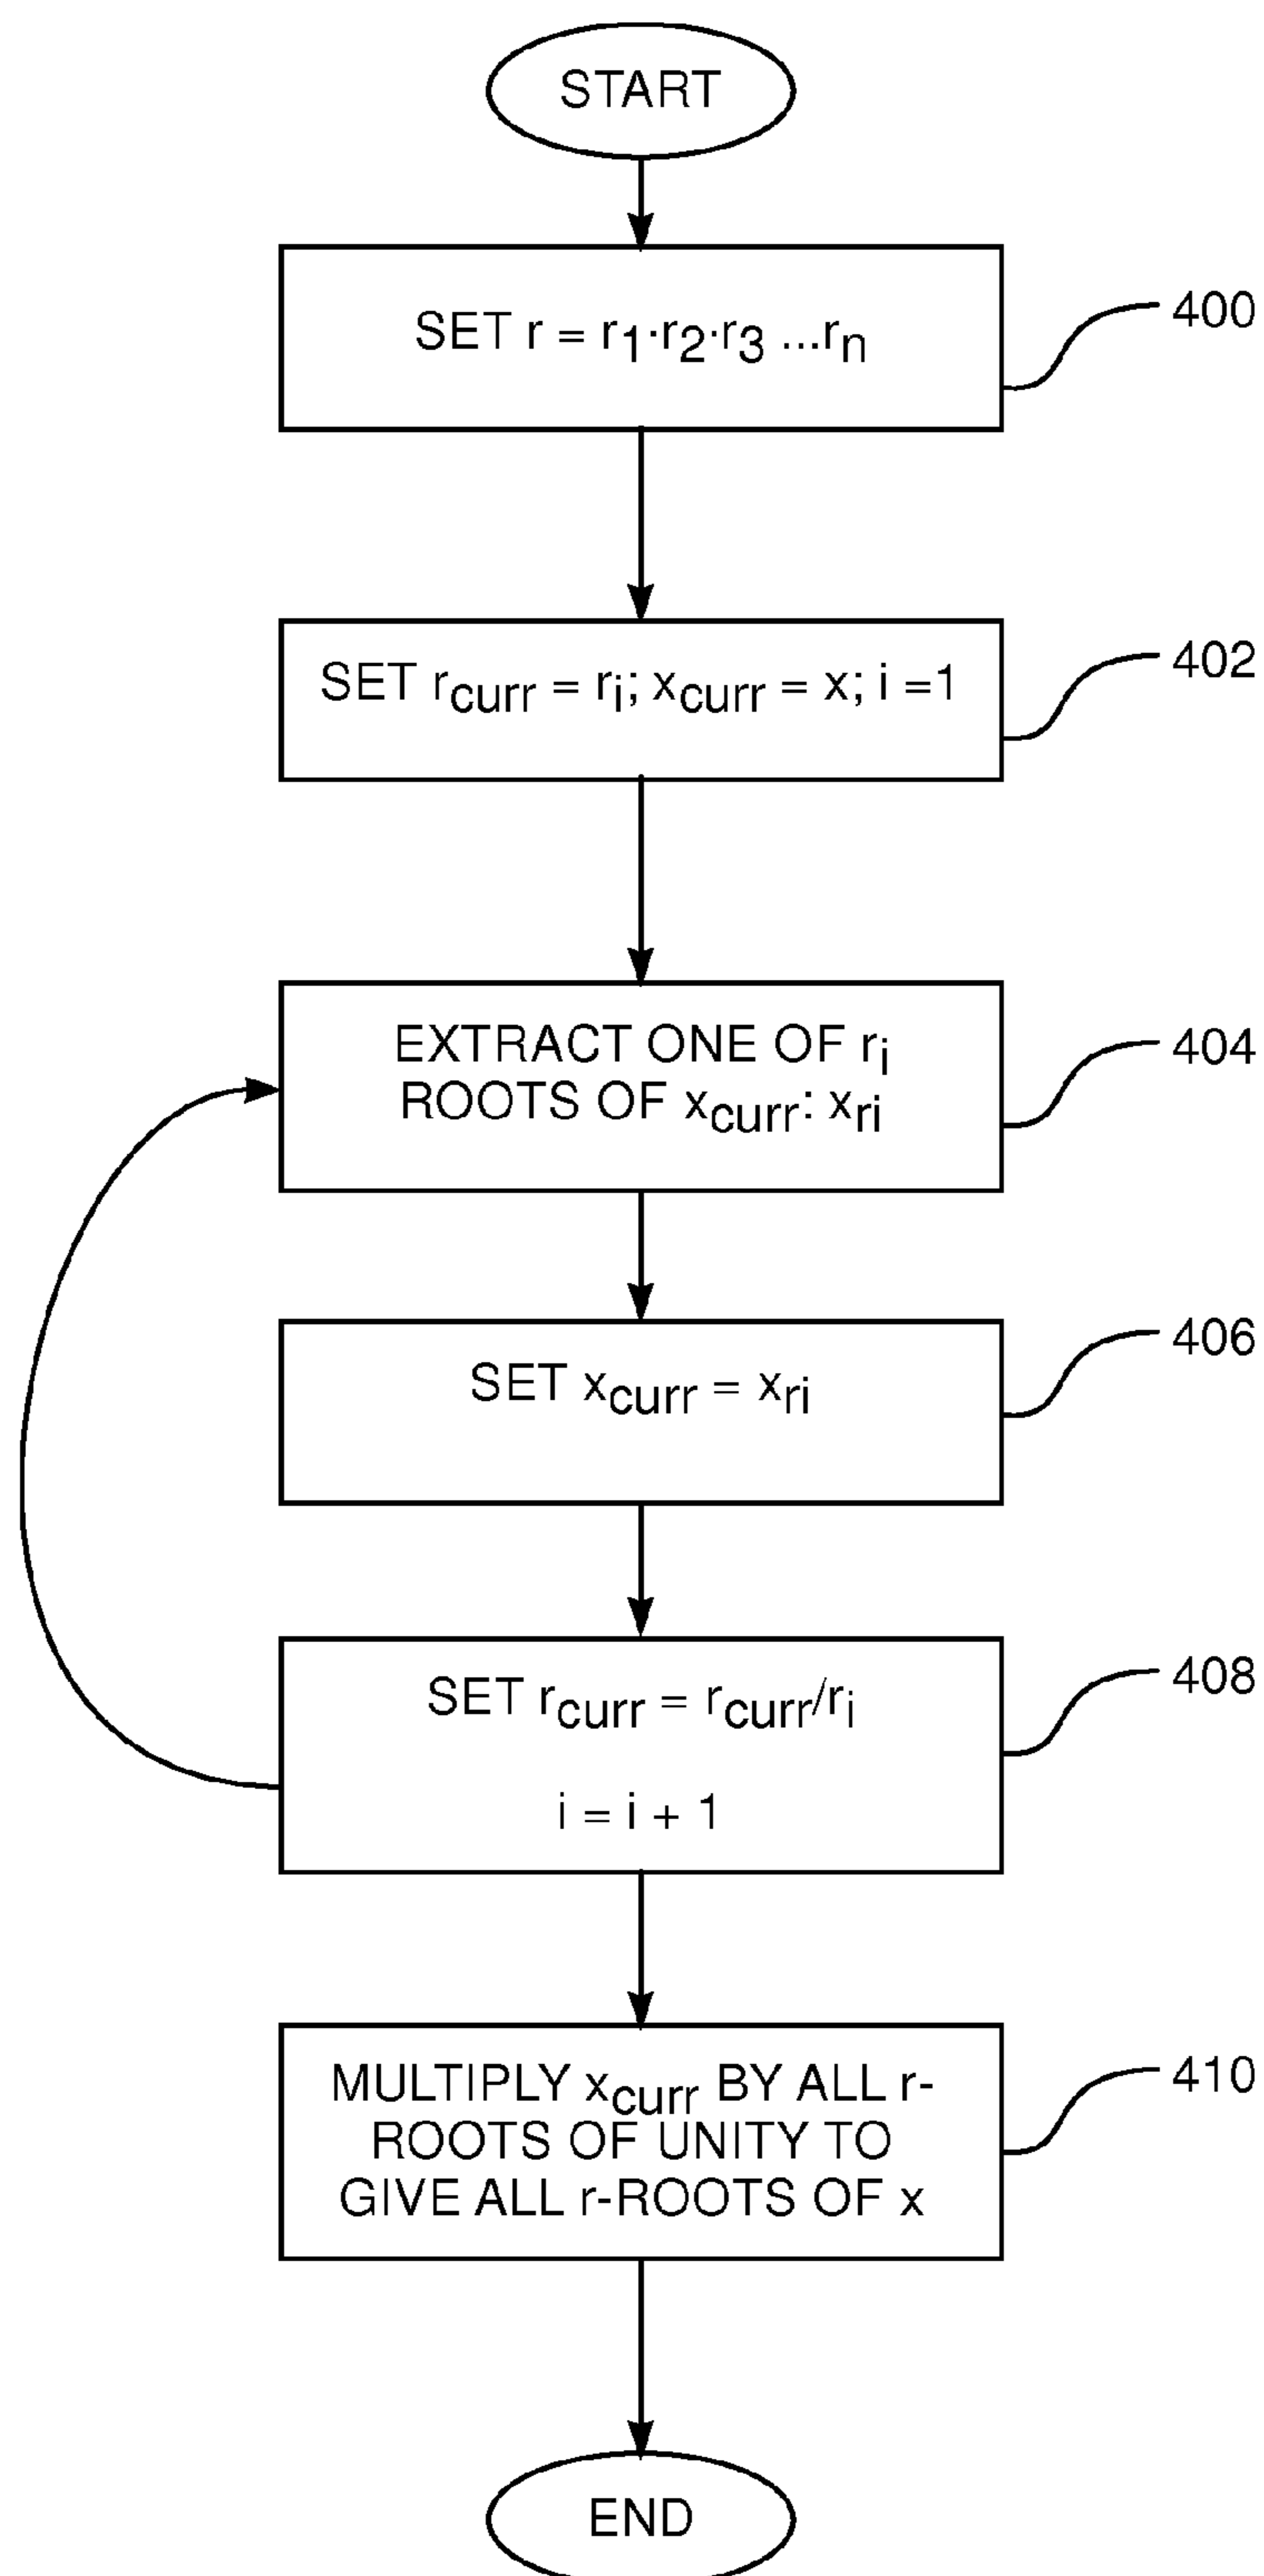 START
SET r = r1·r2·r3 ...rn
400
SET rcurr = ri; xcurr = x; i =1
402
EXTRACT ONE OF ri
ROOTS OF xcurr: xri
404
SET xcurr = xri
406
SET rcurr = rcurr/ri
i = i + 1
408
MULTIPLY xcurr BY ALL r-
ROOTS OF UNITY TO
GIVE ALL r-ROOTS OF x
410
END